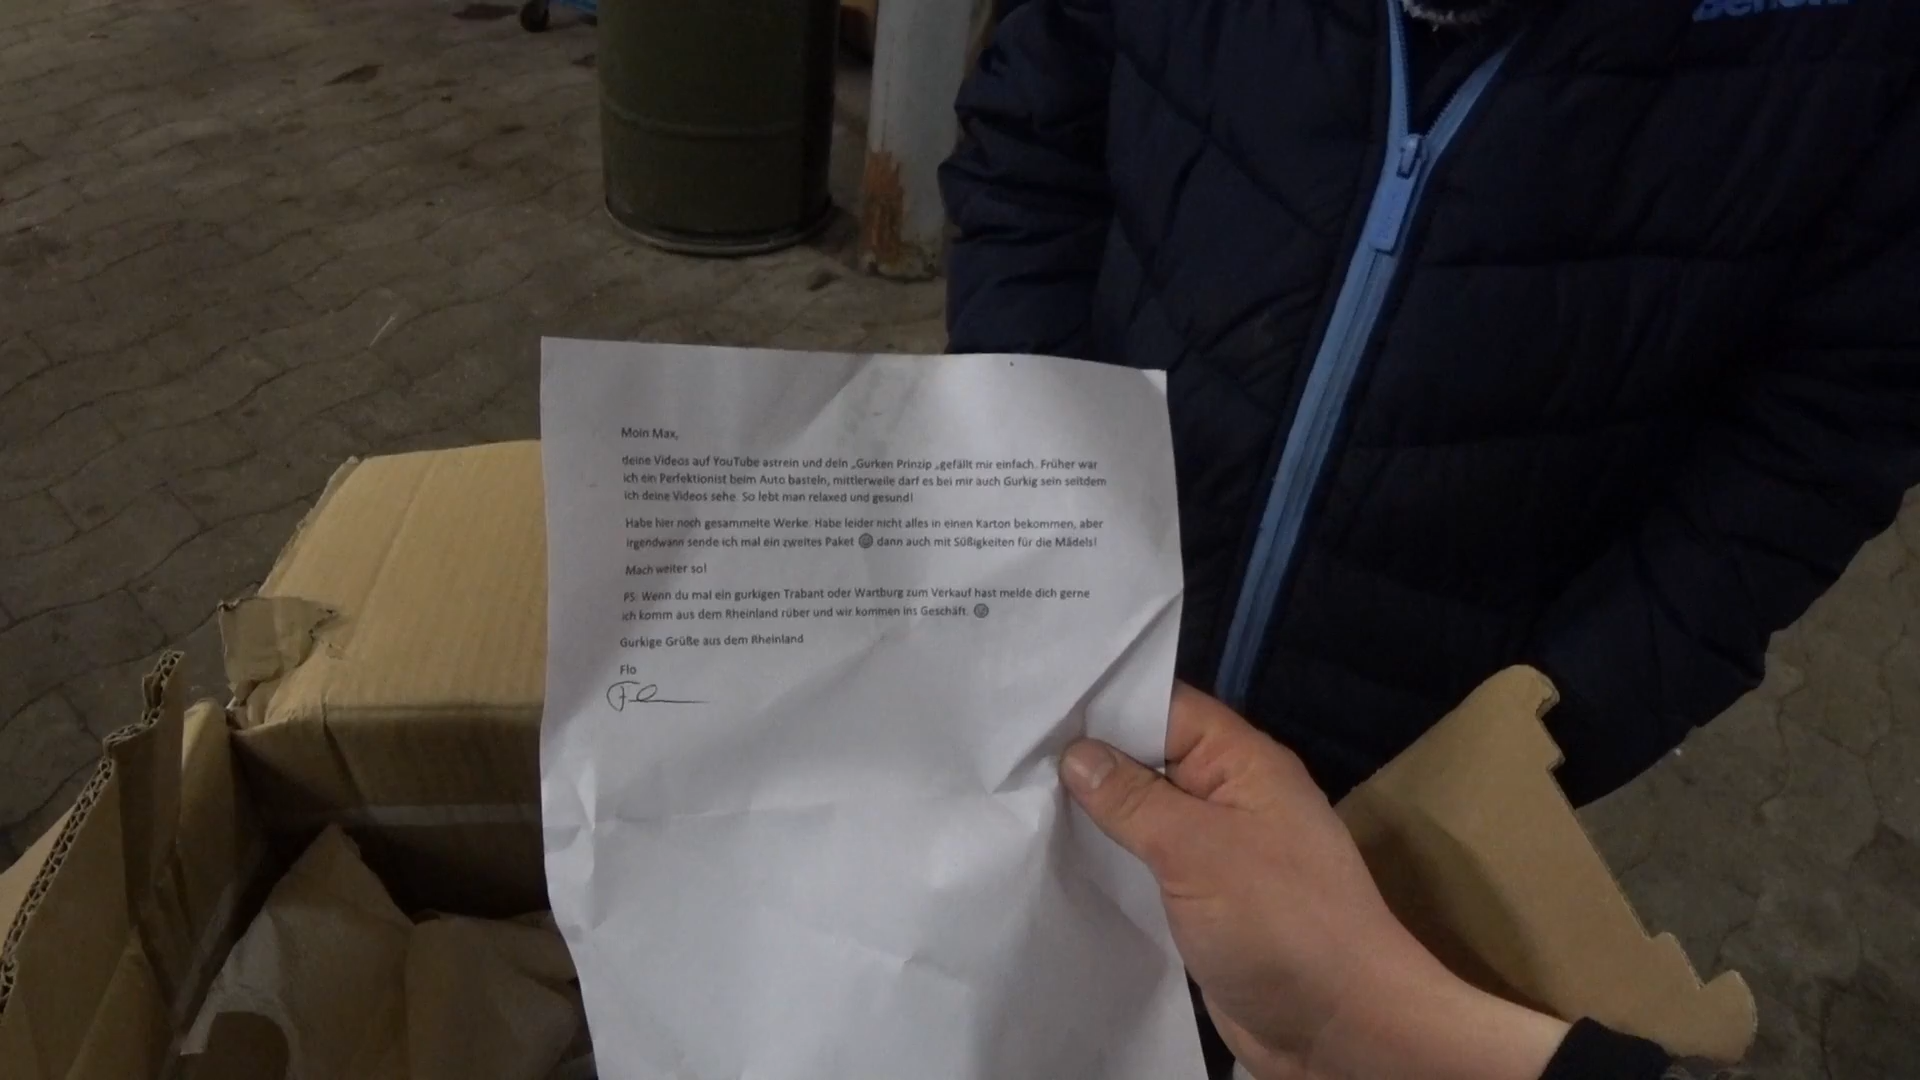 Moin Max,
deine Videos auf YouTube astrein und dein „Gurken Prinzip „gefällt mir einfach. Früher war
ich ein Perfektionist beim Auto basteln, mittlerweile darf es bei mir auch Gurkig sein seitdem
ich deine Videos sehe. So lebt man relaxed und gesund!
Habe hier noch gesammelte Werke. Habe leider nicht alles in einen Karton bekommen, aber
irgendwann sende ich mal ein zweites Paket 😉 dann auch mit Süßigkeiten für die Mädels!
Mach weiter so!
PS. Wenn du mal ein gurkigen Trabant oder Wartburg zum Verkauf hast melde dich gerne
ich komm aus dem Rheinland rüber und wir kommen ins Geschäft. 😉
Gurkige Grüße aus dem Rheinland
Flo